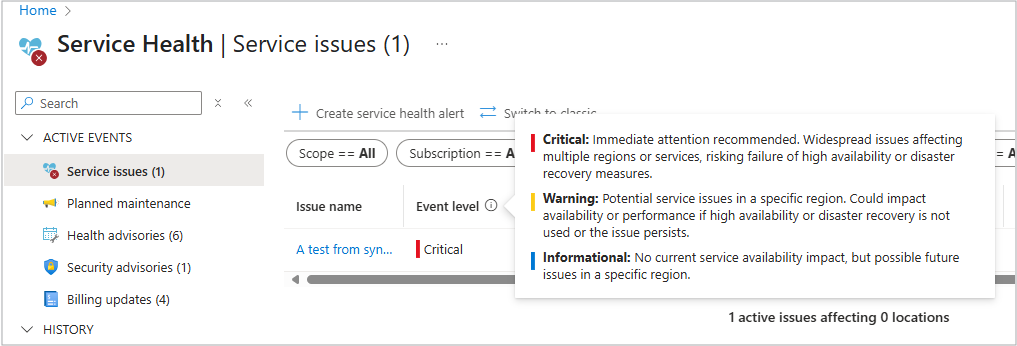 Home >
Service Health | Service issues (1) ...
Search
Create service health alert Switch to classic
ACTIVE EVENTS
Service issues (1)
Planned maintenance
Health advisories (6)
Security advisories (1)
Billing updates (4)
HISTORY
Scope == All
Subscription ==
Issue name Event level
A test from syn... Critical
Critical: Immediate attention recommended. Widespread issues affecting
multiple regions or services, risking failure of high availability or disaster
recovery measures.
Warning: Potential service issues in a specific region. Could impact
availability or performance if high availability or disaster recovery is not
used or the issue persists.
Informational: No current service availability impact, but possible future
issues in a specific region.
1 active issues affecting 0 locations